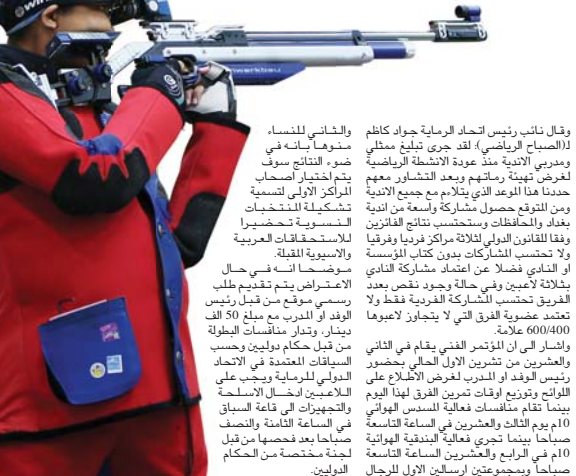 وقال نائب رئيس اتحاد الرماية جواد كاظم
لـ(الصباح الرياضي): لقد جرى تبليغ ممثلي
ومدربي الاندية منذ عودة الانشطة الرياضية
لغرض تهيئة رماتهم وبعد التشاور معهم
حددنا هذا الموعد الذي يتلاءم مع جميع الاندية
ومن المتوقع حصول مشاركة واسعة من اندية
بغداد والمحافظات وستحتسب نتائج الفائزين
وفقا للقانون الدولي لثلاثة مراكز فرديا وفرقيا
ولا تحتسب المشاركات بدون كتاب المؤسسة
او النادي فضلا عن اعتماد مشاركة النادي
بثلاثة لاعبين وفي حالة وجود نقص بعدد
الفريق تحتسب المشاركة الفردية فقط ولا
تعتمد عضوية الفرق التي لا يتجاوز لاعبوها
600/400 علامة.
واشار الى ان المؤتمر الفني يقام في الثاني
والعشرين من تشرين الاول الحالي بحضور
رئيس الوفد او المدرب لغرض الاطلاع على
اللوائح وتوزيع اوقات تمرين الفرق لهذا اليوم
بينما تقام منافسات فعالية المسدس الهوائي
10م يوم الثالث والعشرين في الساعة التاسعة
صباحا بينما تجري فعالية البندقية الهوائية
10م في الرابع والعشرين الساعة التاسعة
صباحا وبمجموعتين ارسالين الاول للرجال
والثاني للنساء
منوها بانه في
ضوء النتائج سوف
يتم اختيار اصحاب
المراكز الاولى لتسمية
تشكيلة المنتخبات
النسوية تحضيرا
للاستحقاقات العربية
والاسيوية المقبلة.
موضحا انه في حال
الاعتراض يتم تقديم طلب
رسمي موقع من قبل رئيس
الوفد او المدرب مع مبلغ 50 الف
دينار، وتدار منافسات البطولة
من قبل حكام دوليين وحسب
السياقات المعتمدة في الاتحاد
الدولي للرماية ويجب على
اللاعبين ادخال الاسلحة
والتجهيزات الى قاعة السباق
في الساعة الثامنة والنصف
صباحا بعد فحصها من قبل
لجنة مختصة من الحكام
الدوليين.